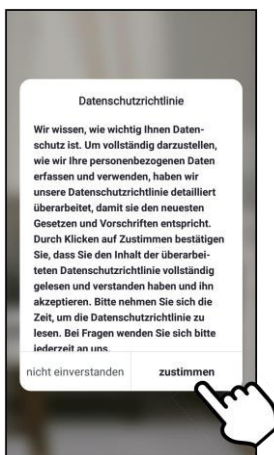 Datenschutzrichtlinie
Wir wissen, wie wichtig Ihnen Daten-
schutz ist. Um vollständig darzustellen,
wie wir Ihre personenbezogenen Daten
erfassen und verwenden, haben wir
unsere Datenschutzrichtlinie detailliert
überarbeitet, damit sie den neuesten
Gesetzen und Vorschriften entspricht.
Durch Klicken auf Zustimmen bestätigen
Sie, dass Sie den Inhalt der überarbei-
teten Datenschutzrichtlinie vollständig
gelesen und verstanden haben und ihn
akzeptieren. Bitte nehmen Sie sich die
Zeit, um die Datenschutzrichtlinie zu
lesen. Bei Fragen wenden Sie sich bitte
jederzeit an uns.
nicht einverstanden zustimmen